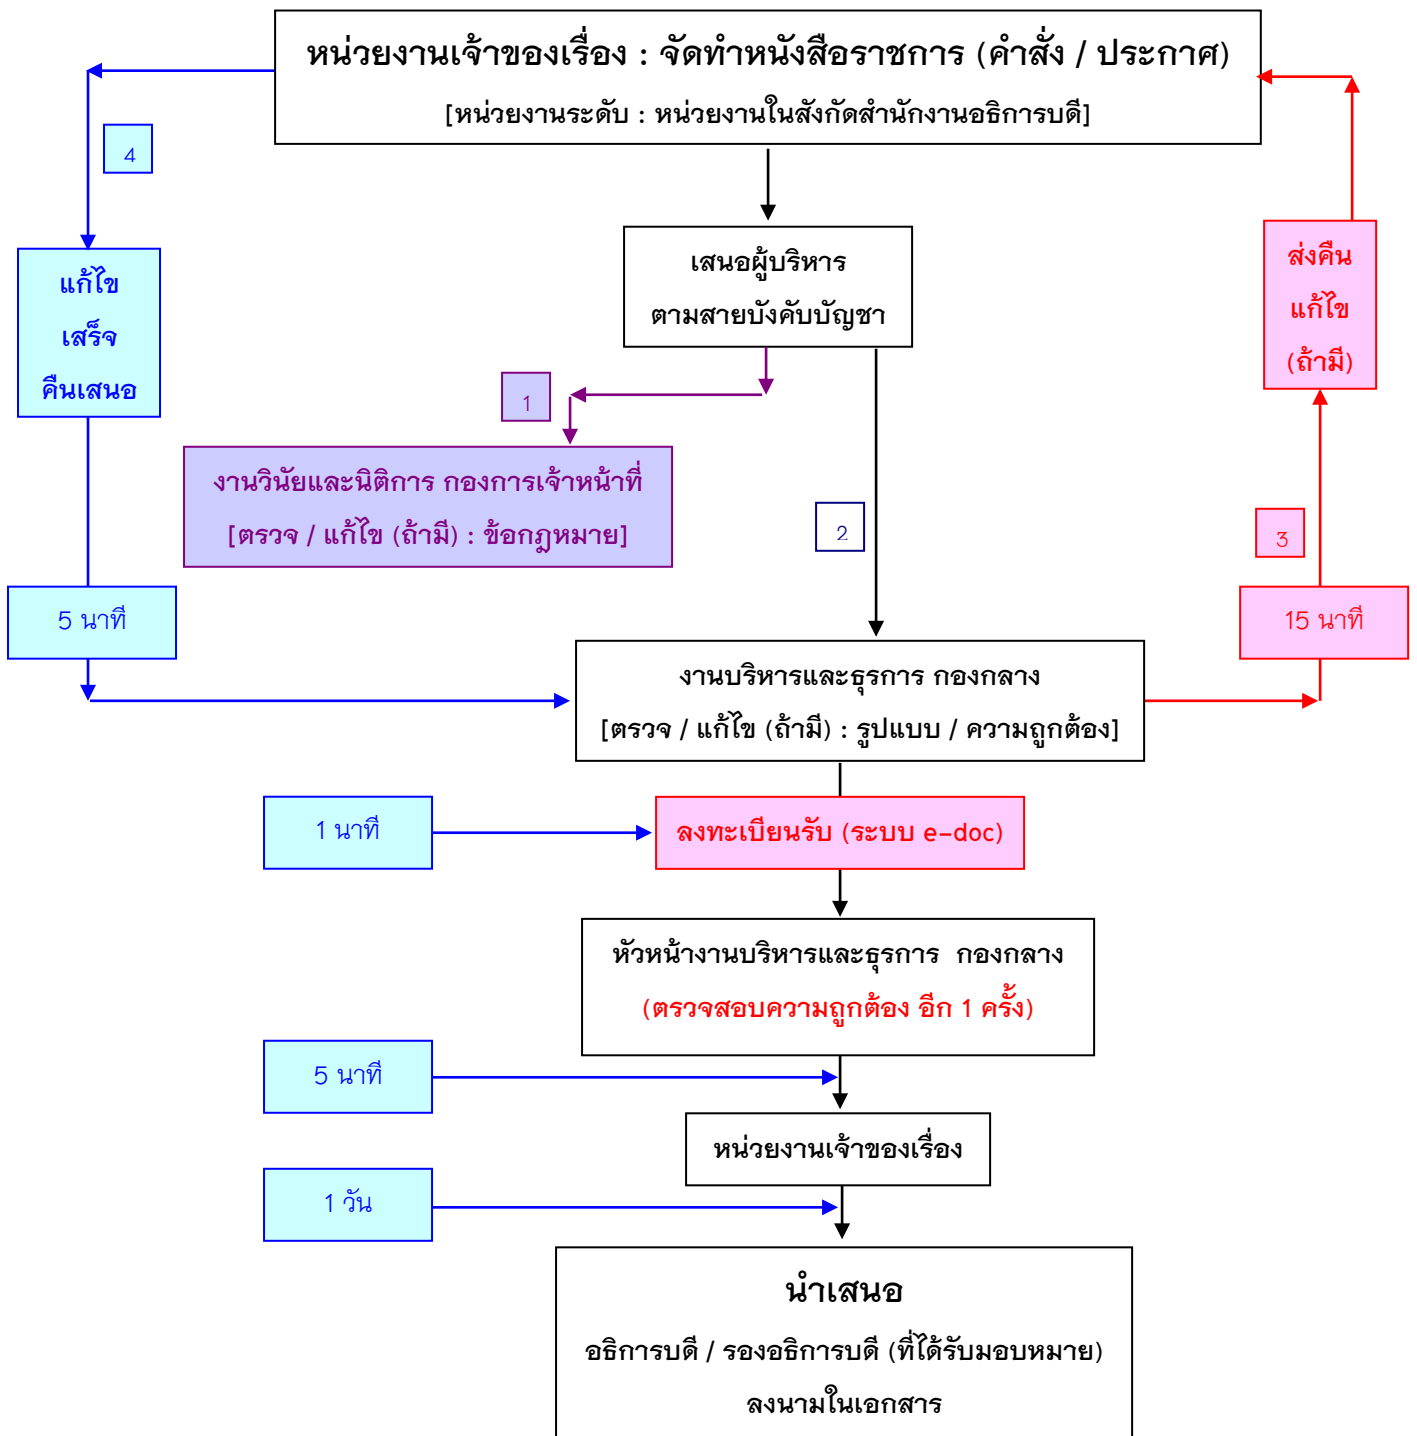 หน่วยงานเจ้าของเรื่อง : จัดทำหนังสือราชการ (คำสั่ง / ประกาศ)
[หน่วยงานระดับ : หน่วยงานในสังกัดสำนักงานอธิการบดี]
4
เสนอผู้บริหาร
ตามสายบังคับบัญชา
แก้ไข
เสร็จ
คืนเสนอ
ส่งคืน
แก้ไข
(ถ้ามี)
1
งานวินัยและนิติการ กองการเจ้าหน้าที่
[ตรวจ / แก้ไข (ถ้ามี) : ข้อกฎหมาย]
2
3
5 นาที
15 นาที
งานบริหารและธุรการ กองกลาง
[ตรวจ / แก้ไข (ถ้ามี) : รูปแบบ / ความถูกต้อง]
1 นาที
ลงทะเบียนรับ (ระบบ e-doc)
หัวหน้างานบริหารและธุรการ กองกลาง
(ตรวจสอบความถูกต้อง อีก 1 ครั้ง)
5 นาที
หน่วยงานเจ้าของเรื่อง
1 วัน
นำเสนอ
อธิการบดี / รองอธิการบดี (ที่ได้รับมอบหมาย)
ลงนามในเอกสาร